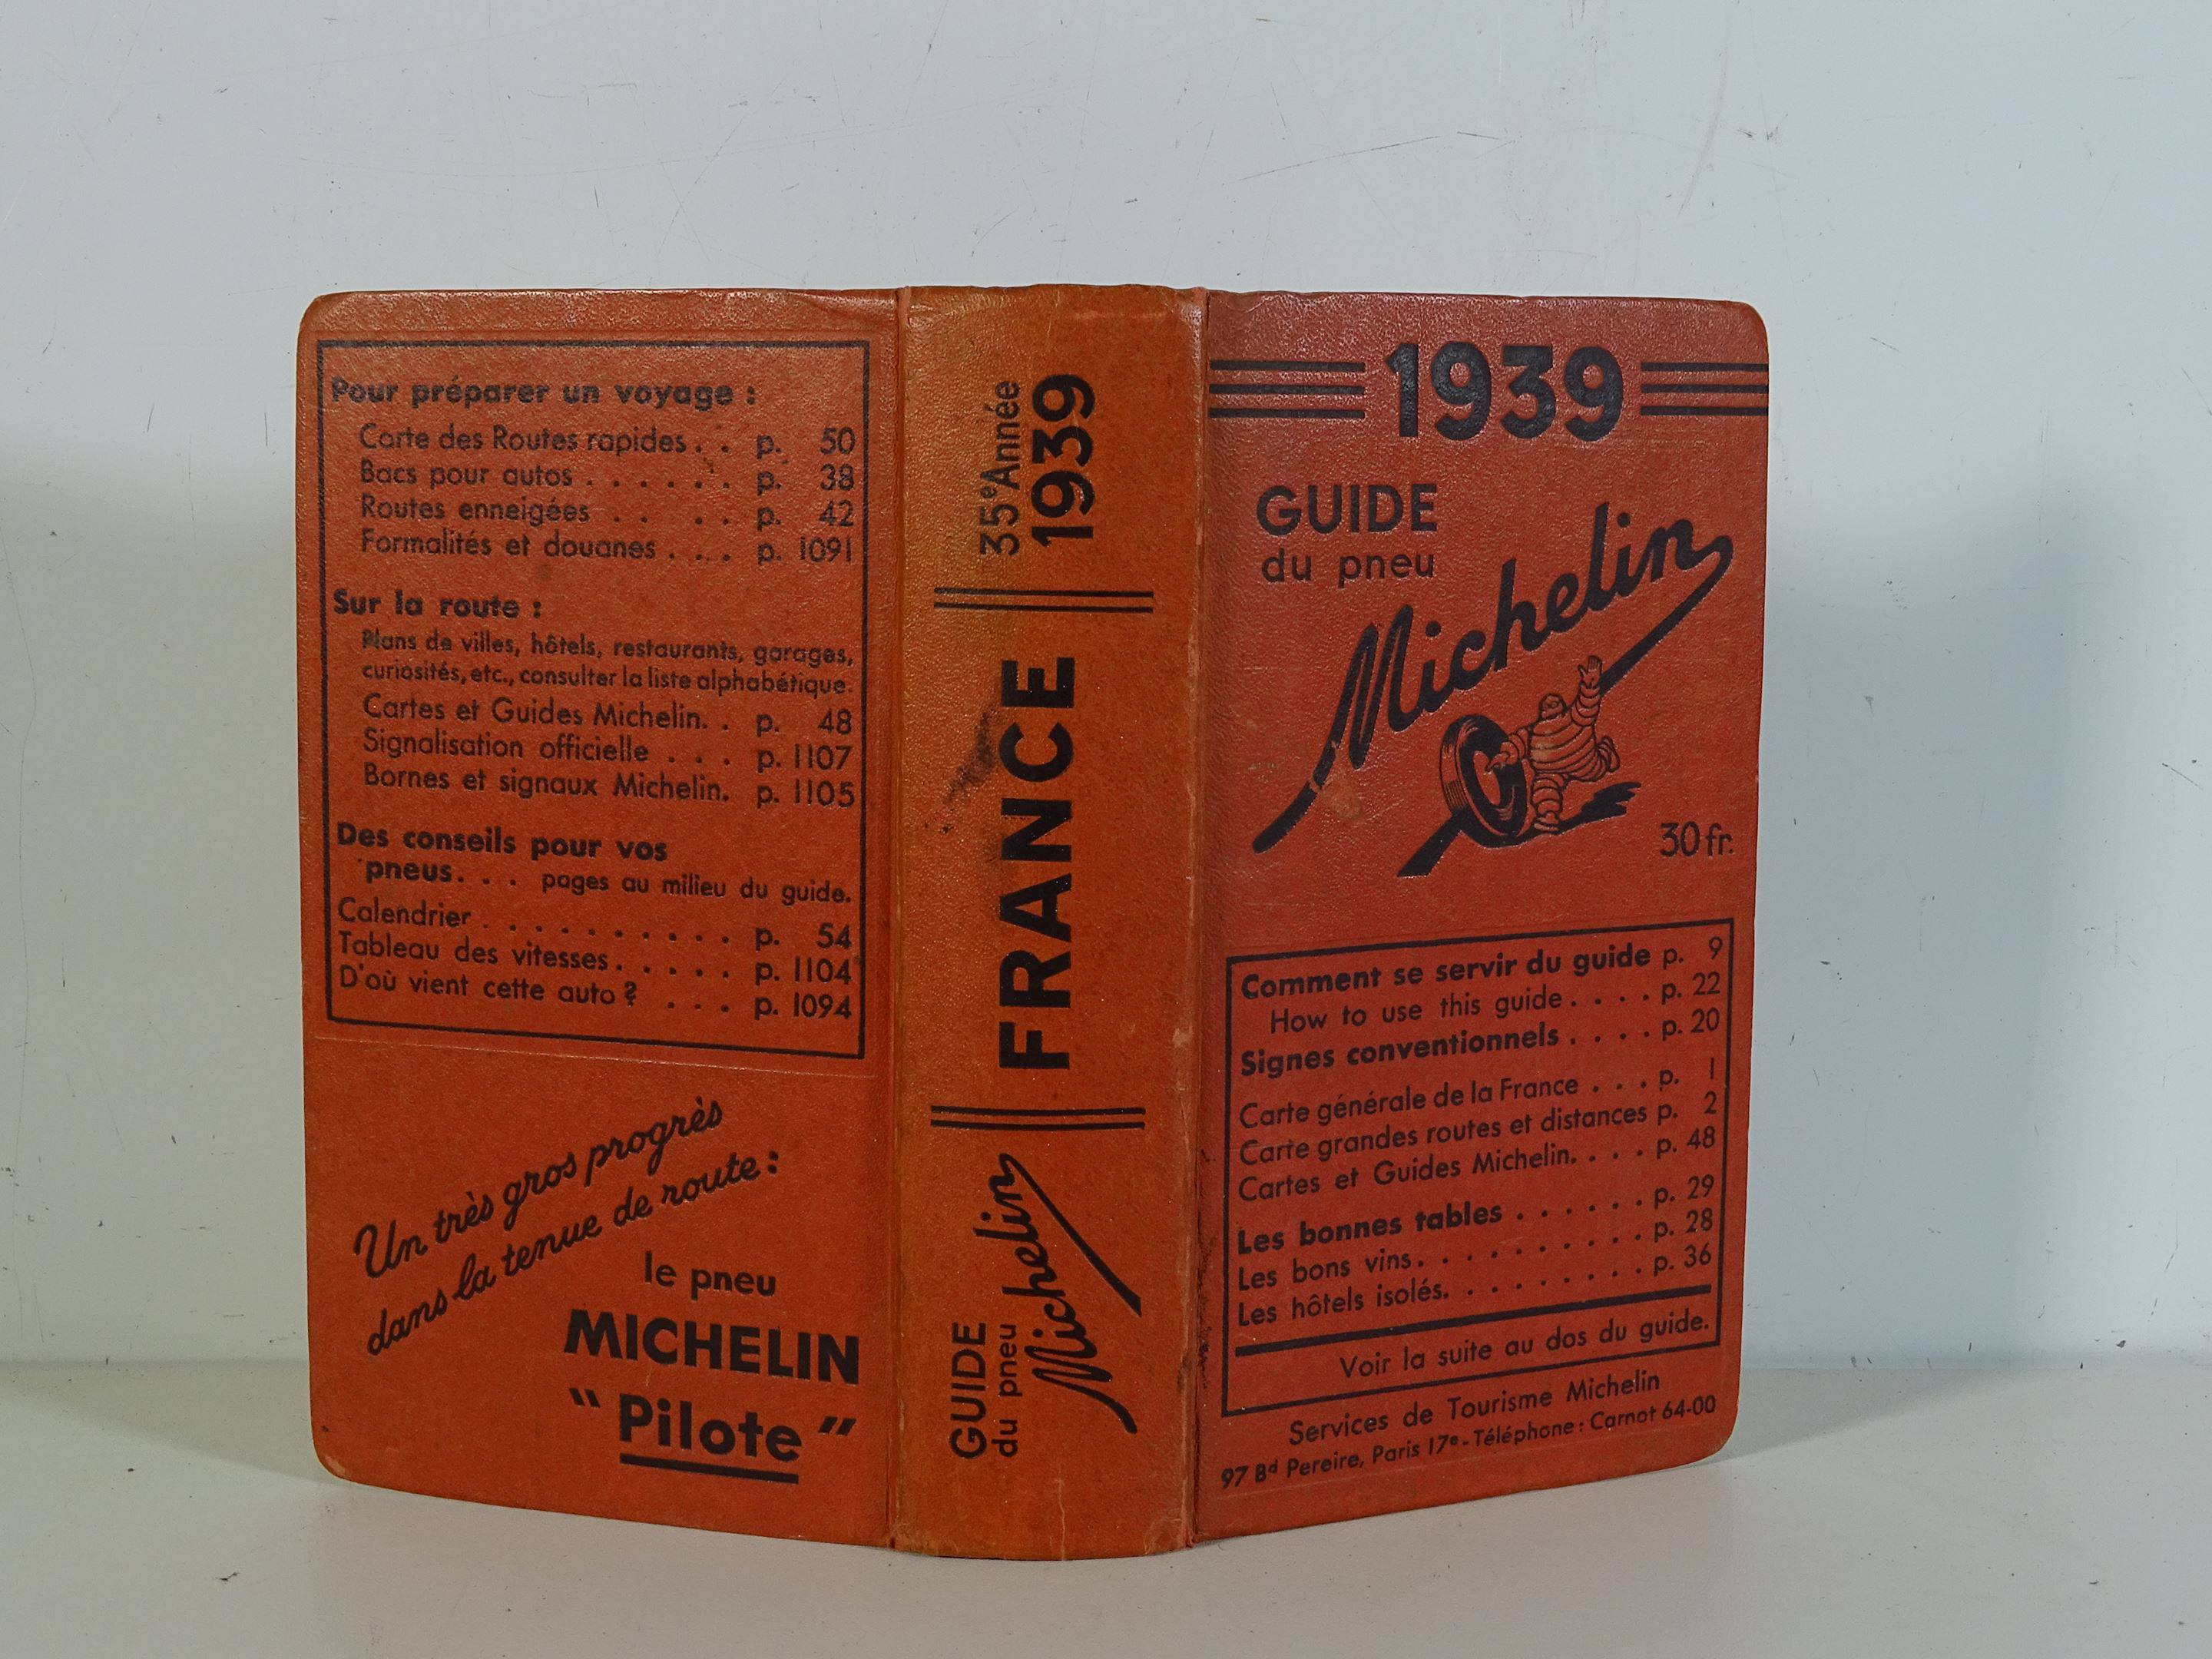 Pour préparer un voyage :
Carte des Routes rapides . . p. 50
Bacs pour autos . . . . . . p. 38
Routes enneigées . . . . p. 42
Formalités et douanes . . . p. 1091
Sur la route :
Plans de villes, hôtels, restaurants, garages,
curiosités, etc., consulter la liste alphabétique.
Cartes et Guides Michelin. . p. 48
Signalisation officielle . . . p. 1107
Bornes et signaux Michelin. p. 1105
Des conseils pour vos
pneus. . . pages au milieu du guide.
Calendrier . . . . . . . . . . p. 54
Tableau des vitesses . . . . . p. 1104
D'où vient cette auto ? . . . p. 1094
Un très gros progrès
dans la tenue de route :
le pneu
MICHELIN
" Pilote "
35e Année
1939
FRANCE
GUIDE
du pneu
Michelin
1939
GUIDE
du pneu
Michelin
30 fr.
Comment se servir du guide p. 9
How to use this guide . . . . p. 22
Signes conventionnels . . . . p. 20
Carte générale de la France . . . p. 1
Carte grandes routes et distances p. 2
Cartes et Guides Michelin. . . . p. 48
Les bonnes tables . . . . . . p. 29
Les bons vins. . . . . . . . . p. 28
Les hôtels isolés. . . . . . . . p. 36
Voir la suite au dos du guide.
Services de Tourisme Michelin
97 Bd Pereire, Paris 17e - Téléphone : Carnot 64-00